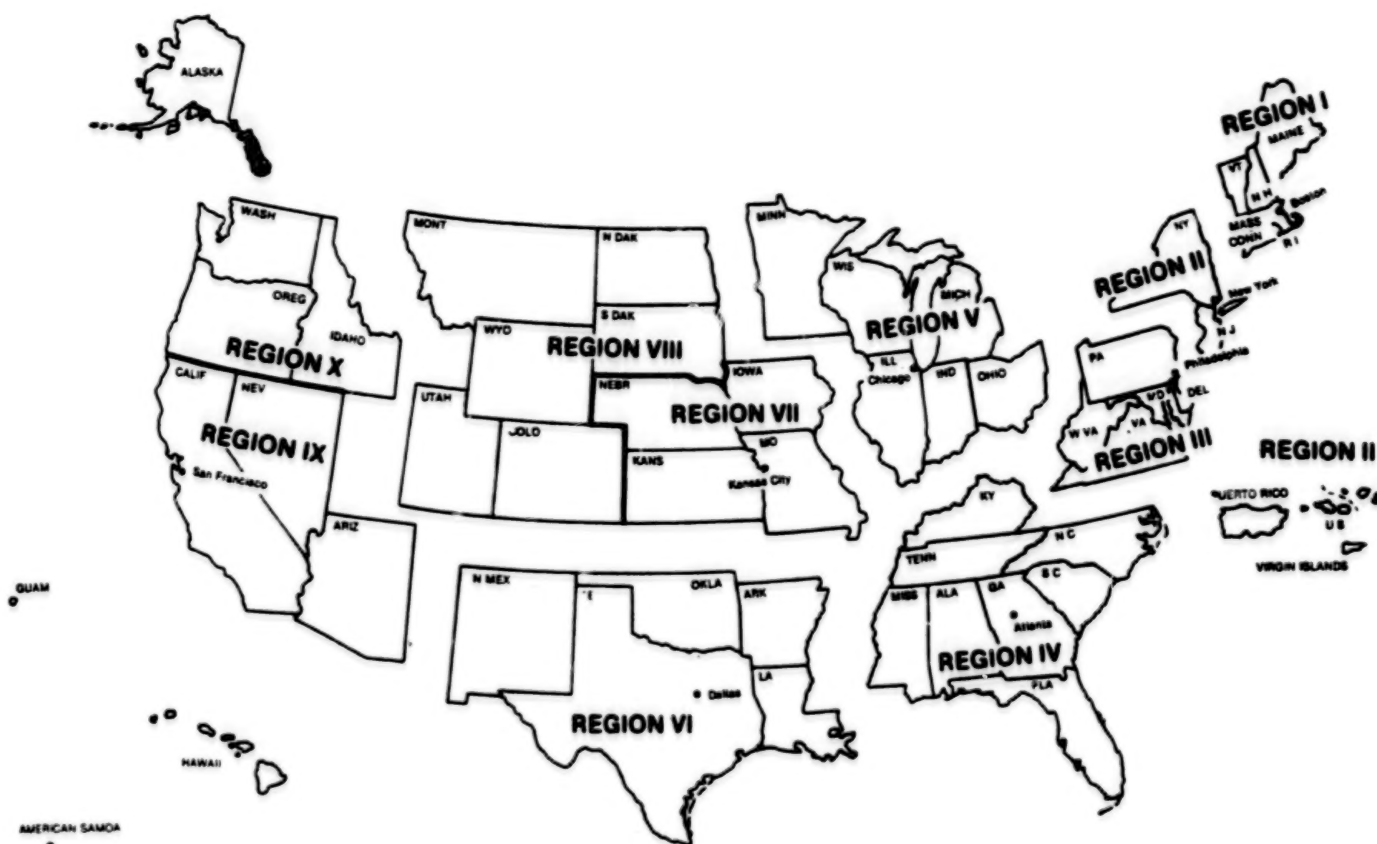 ALASKA
REGION I
MAINE
VT
N H
Boston
MASS
CONN
R I
WASH
MONT
N DAK
MINN
NY
REGION II
New York
N J
WIS
MICH
REGION V
OREG
IDAHO
REGION X
WYO
S DAK
REGION VIII
PA
Philadelphia
ILL
Chicago
IND
OHIO
IOWA
CALIF
NEV
UTAH
NEBR
REGION VII
DEL
W VA
VA
REGION III
REGION IX
San Francisco
KANS
MO
Kansas City
REGION II
U S
VIRGIN ISLANDS
KY
TENN
N C
S C
ARIZ
N MEX
OKLA
ARK
MISS
ALA
GA
Atlanta
REGION IV
FLA
GUAM
LA
Dallas
REGION VI
HAWAII
AMERICAN SAMOA